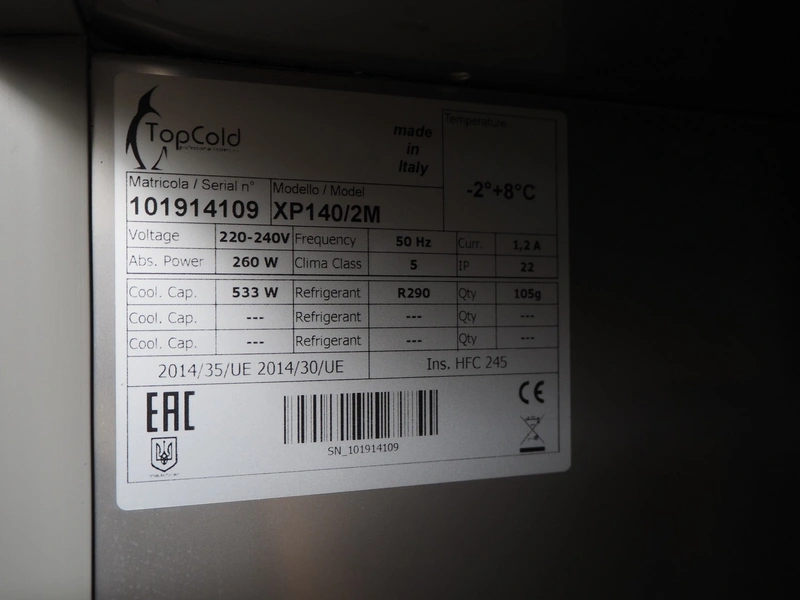 TopCold
made
in
Italy
Temperature
-2°+8°C
Matricola / Serial n° Modello / Model
101914109 XP140/2M
Voltage 220-240V Frequency 50 Hz Curr. 1,2 A
Abs. Power 260 W Clima Class 5 IP 22
Cool. Cap. 533 W Refrigerant R290 Qty 105g
Cool. Cap. --- Refrigerant --- Qty ---
Cool. Cap. --- Refrigerant --- Qty ---
2014/35/UE 2014/30/UE Ins. HFC 245
EAC CE
SN_101914109